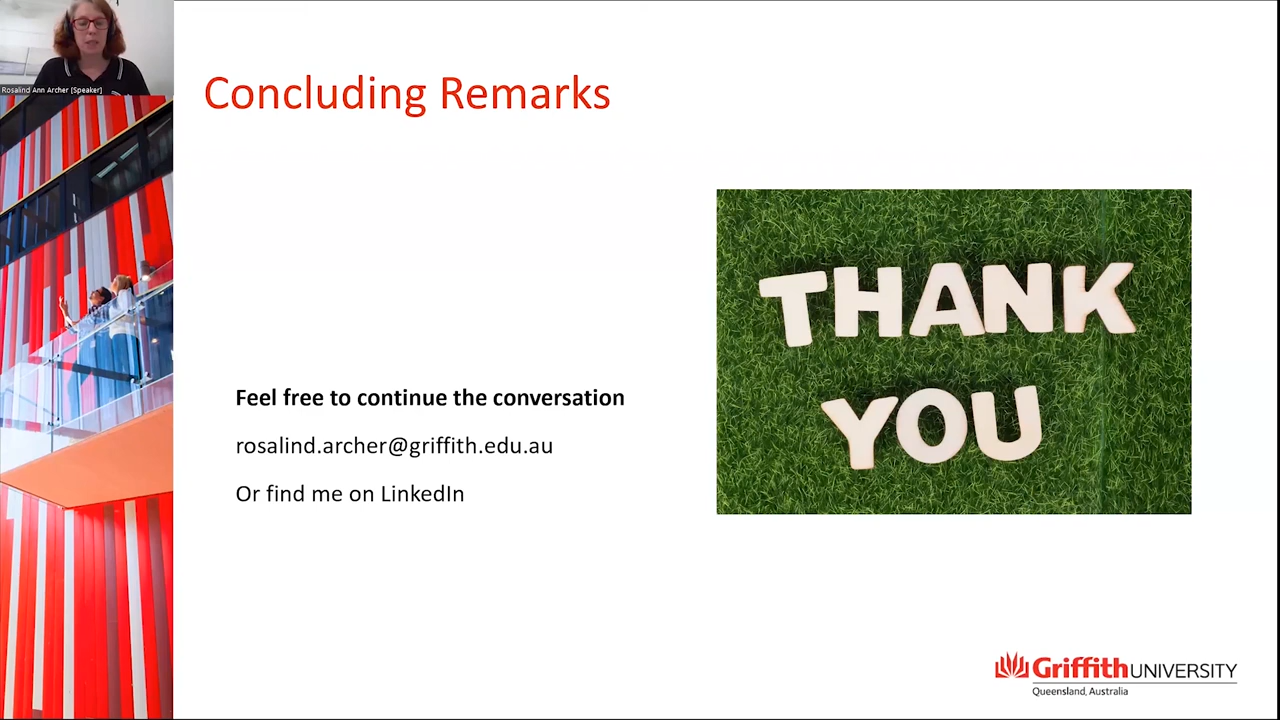 Rosalind Ann Archer [Speaker]
Concluding Remarks
THANK
YOU
Feel free to continue the conversation
rosalind.archer@griffith.edu.au
Or find me on LinkedIn
Griffith UNIVERSITY
Queensland, Australia